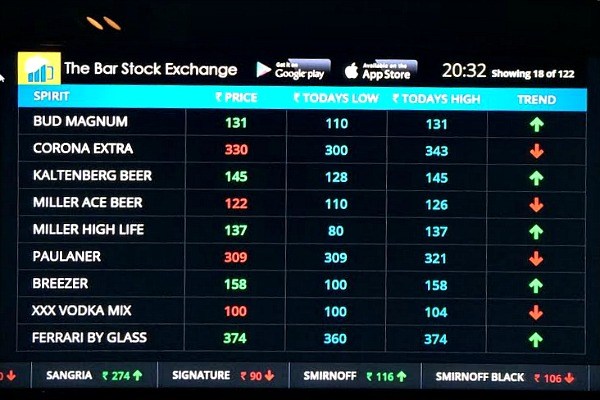 The Bar Stock Exchange Get it on Google play Available on the App Store 20:32 Showing 18 of 122
SPIRIT ₹ PRICE ₹ TODAYS LOW ₹ TODAYS HIGH TREND
BUD MAGNUM 131 110 131
CORONA EXTRA 330 300 343
KALTENBERG BEER 145 128 145
MILLER ACE BEER 122 110 126
MILLER HIGH LIFE 137 80 137
PAULANER 309 309 321
BREEZER 158 100 158
XXX VODKA MIX 100 100 104
FERRARI BY GLASS 374 360 374
SANGRIA ₹ 274 SIGNATURE ₹ 90 SMIRNOFF ₹ 116 SMIRNOFF BLACK ₹ 106